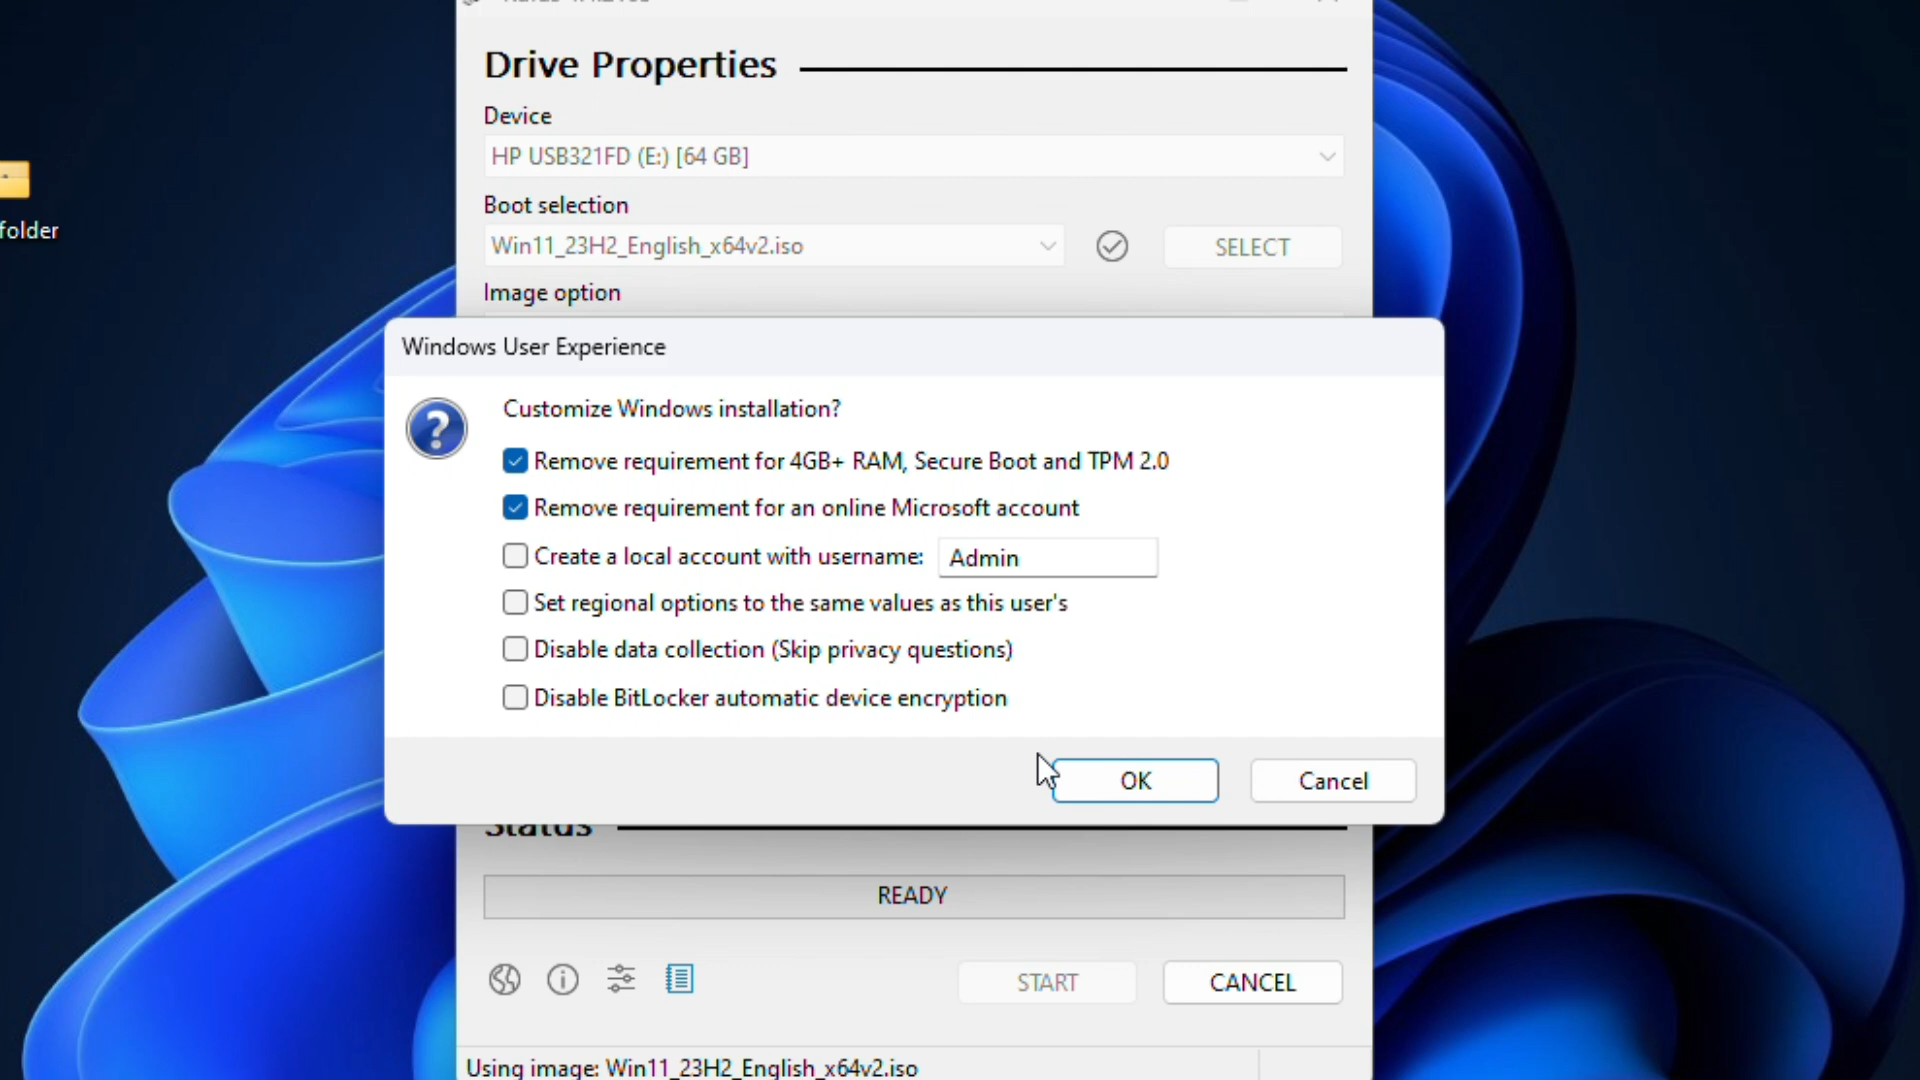 Drive Properties
Device
HP USB321FD (E:) [64 GB]
Boot selection
Win11_23H2_English_x64v2.iso
SELECT
Image option
folder
Windows User Experience
Customize Windows installation?
Remove requirement for 4GB+ RAM, Secure Boot and TPM 2.0
Remove requirement for an online Microsoft account
Create a local account with username: Admin
Set regional options to the same values as this user's
Disable data collection (Skip privacy questions)
Disable BitLocker automatic device encryption
OK Cancel
Status
READY
START CANCEL
Using image: Win11_23H2_English_x64v2.iso